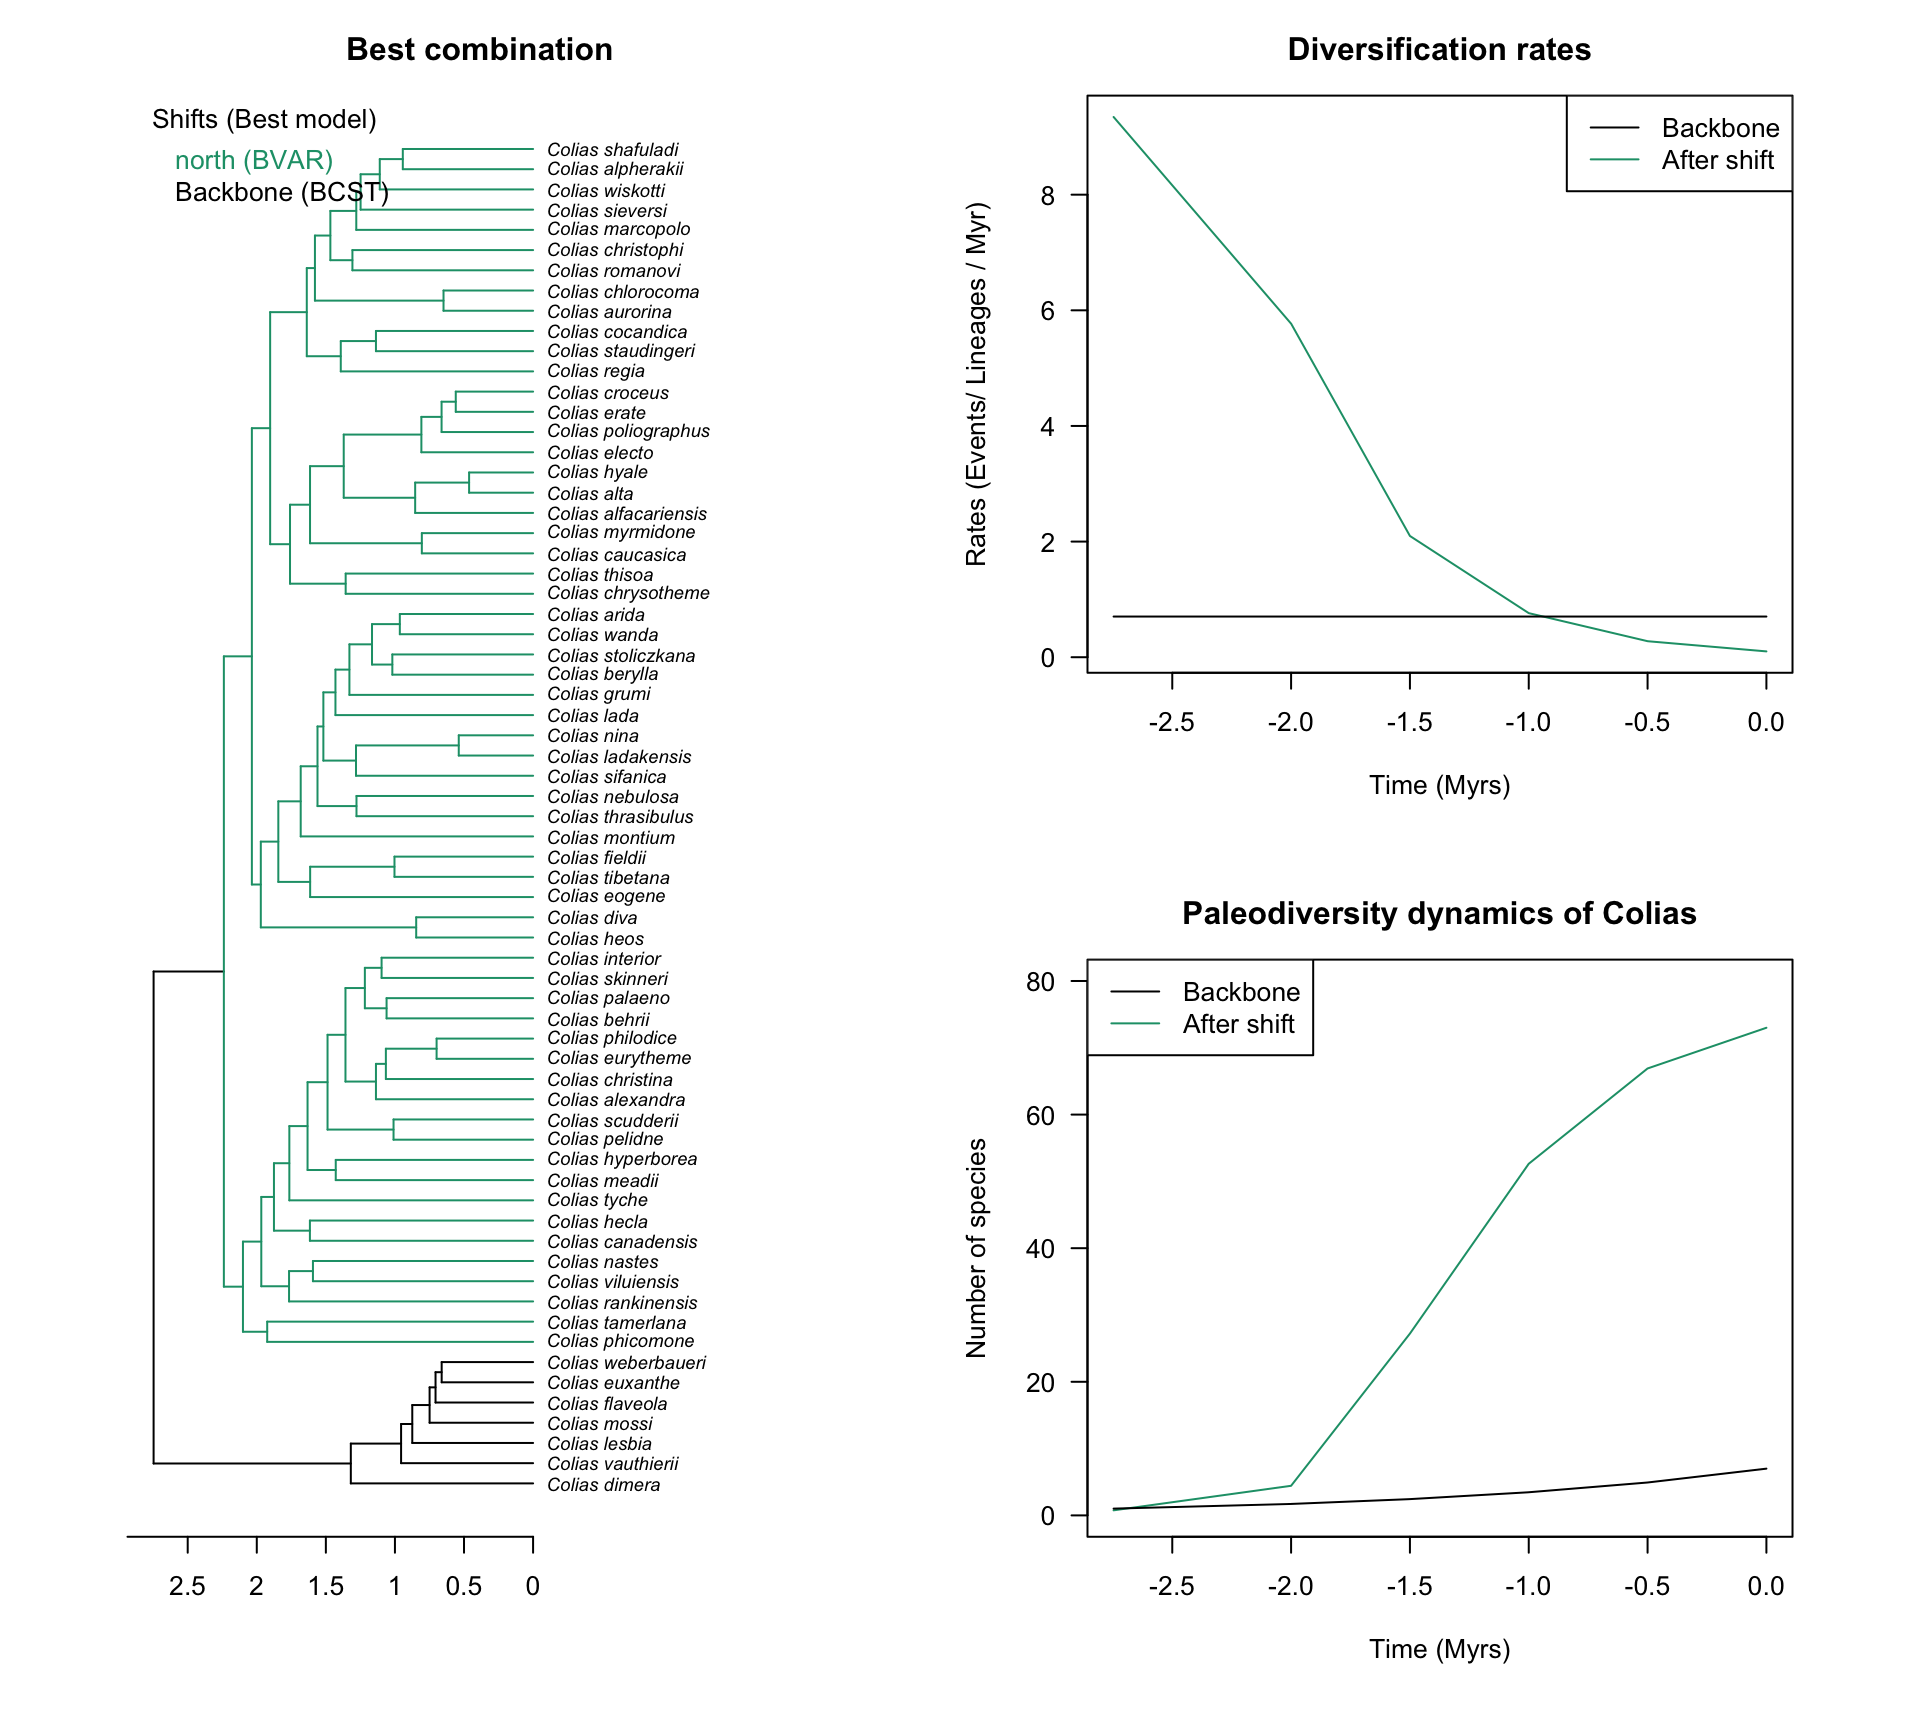 Best combination
Shifts (Best model)
north (BVAR)
Backbone (BCST)
Colias shafuladi
Colias alpherakii
Colias wiskotti
Colias sieversi
Colias marcopolo
Colias christophi
Colias romanovi
Colias chlorocoma
Colias aurorina
Colias cocandica
Colias staudingeri
Colias regia
Colias croceus
Colias erate
Colias poliographus
Colias electo
Colias hyale
Colias alta
Colias alfacariensis
Colias myrmidone
Colias caucasica
Colias thisoa
Colias chrysotheme
Colias arida
Colias wanda
Colias stoliczkana
Colias berylla
Colias grumi
Colias lada
Colias nina
Colias ladakensis
Colias sifanica
Colias nebulosa
Colias thrasibulus
Colias montium
Colias fieldii
Colias tibetana
Colias eogene
Colias diva
Colias heos
Colias interior
Colias skinneri
Colias palaeno
Colias behrii
Colias philodice
Colias eurytheme
Colias christina
Colias alexandra
Colias scudderii
Colias pelidne
Colias hyperborea
Colias meadii
Colias tyche
Colias hecla
Colias canadensis
Colias nastes
Colias viluiensis
Colias rankinensis
Colias tamerlana
Colias phicomone
Colias weberbaueri
Colias euxanthe
Colias flaveola
Colias mossi
Colias lesbia
Colias vauthierii
Colias dimera
2.5 2 1.5 1 0.5 0
Diversification rates
Backbone
After shift
Rates (Events/ Lineages / Myr)
8
6
4
2
0
-2.5 -2.0 -1.5 -1.0 -0.5 0.0
Time (Myrs)
Paleodiversity dynamics of Colias
Backbone
After shift
Number of species
80
60
40
20
0
-2.5 -2.0 -1.5 -1.0 -0.5 0.0
Time (Myrs)